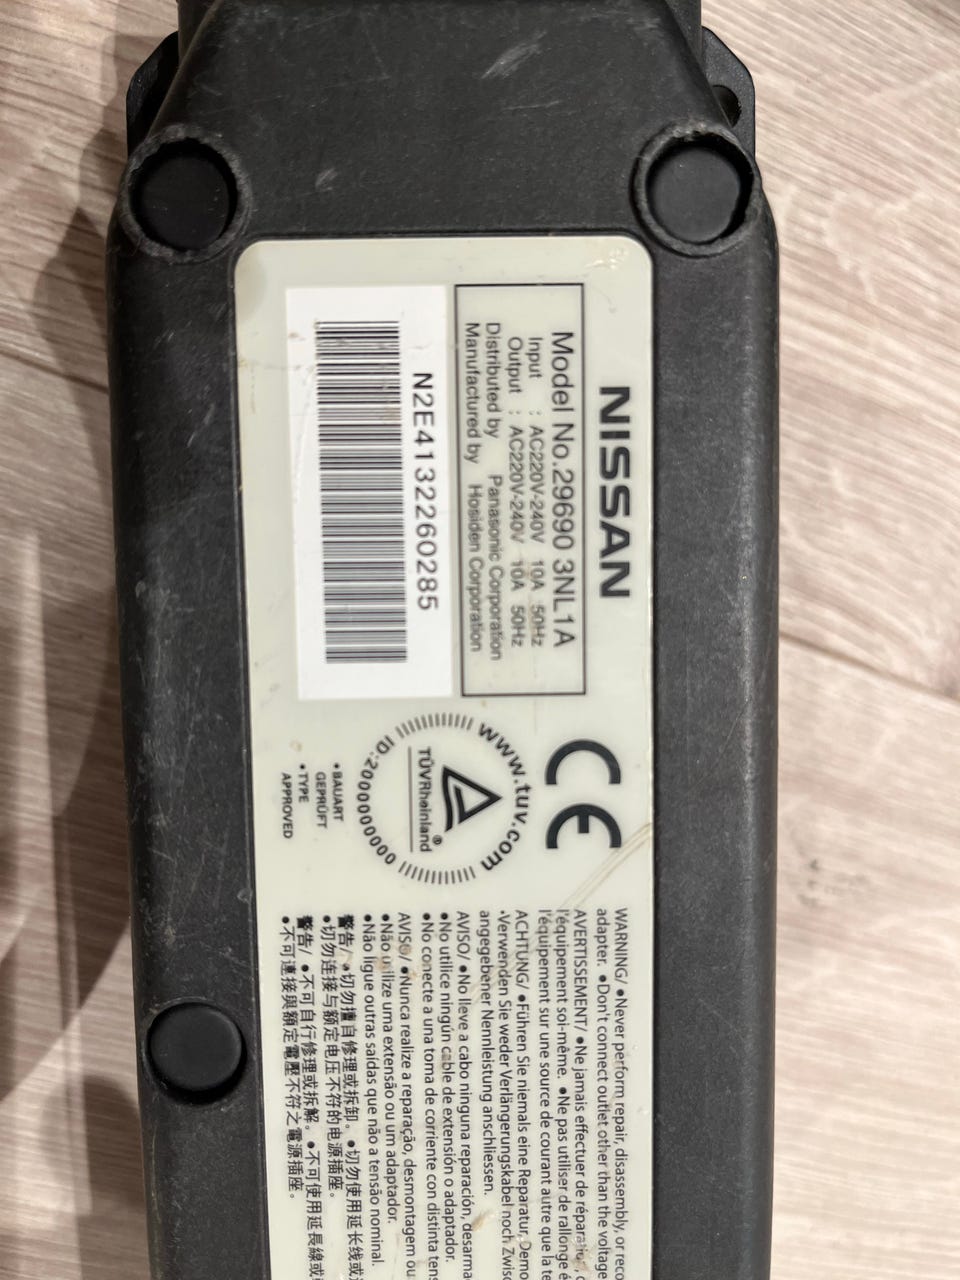 NISSAN
Model No.29690 3NL1A
Input : AC220V-240V 10A 50Hz
Output : AC220V-240V 10A 50Hz
Distributed by Panasonic Corporation
Manufactured by Hosiden Corporation
N2E4132260285
CE
www.tuv.com
TÜVRheinland®
ID:2000000000
•BAUART
GEPRÜFT
•TYPE
APPROVED
WARNING/ •Never perform repair, disassembly, or
adapter. •Don't connect outlet other than the voltage
AVERTISSEMENT/ •Ne jamais effectuer de réparation,
l'équipement soi-même. •Ne pas utiliser de rallonge
l'équipement sur une source de courant autre que la
ACHTUNG/ •Führen Sie niemals eine Reparatur,
•Verwenden Sie weder Verlängerungskabel noch
angegebener Nennleistung anschliessen.
AVISO/ •No lleve a cabo ninguna reparación,
•No utilice ningún cable de extensión o adaptador.
•No conecte a una toma de corriente con distinta
AVISO/ •Nunca realize a reparação, desmontagem ou
•Não utilize uma extensão ou um adaptador.
•Não ligue outras saídas que não a tensão nominal.
警告/ •切勿擅自修理或拆卸。•切勿使用延长线或
•切勿连接与额定电压不符的电源插座。
警告/ •不可自行修理或拆解。•不可使用延長線或
•不可連接與額定電壓不符之電源插座。